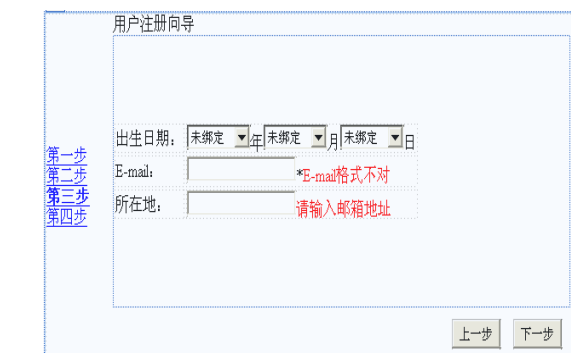 用户注册向导
出生日期： 未绑定 年 未绑定 月 未绑定 日
第一步
第二步
第三步
第四步
E-mail： *E-mail格式不对
所在地： 请输入邮箱地址
上一步 下一步